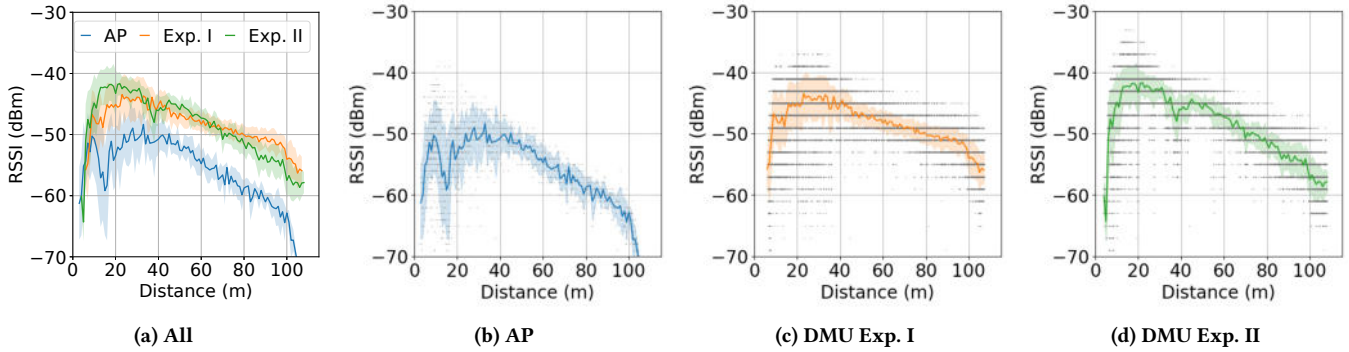 −30
−40
−50
−60
−70
RSSI (dBm)
AP Exp. I Exp. II
0 20 40 60 80 100
Distance (m)
(a) All
−30
−40
−50
−60
−70
RSSI (dBm)
0 20 40 60 80 100
Distance (m)
(b) AP
−30
−40
−50
−60
−70
RSSI (dBm)
0 20 40 60 80 100
Distance (m)
(c) DMU Exp. I
−30
−40
−50
−60
−70
RSSI (dBm)
0 20 40 60 80 100
Distance (m)
(d) DMU Exp. II